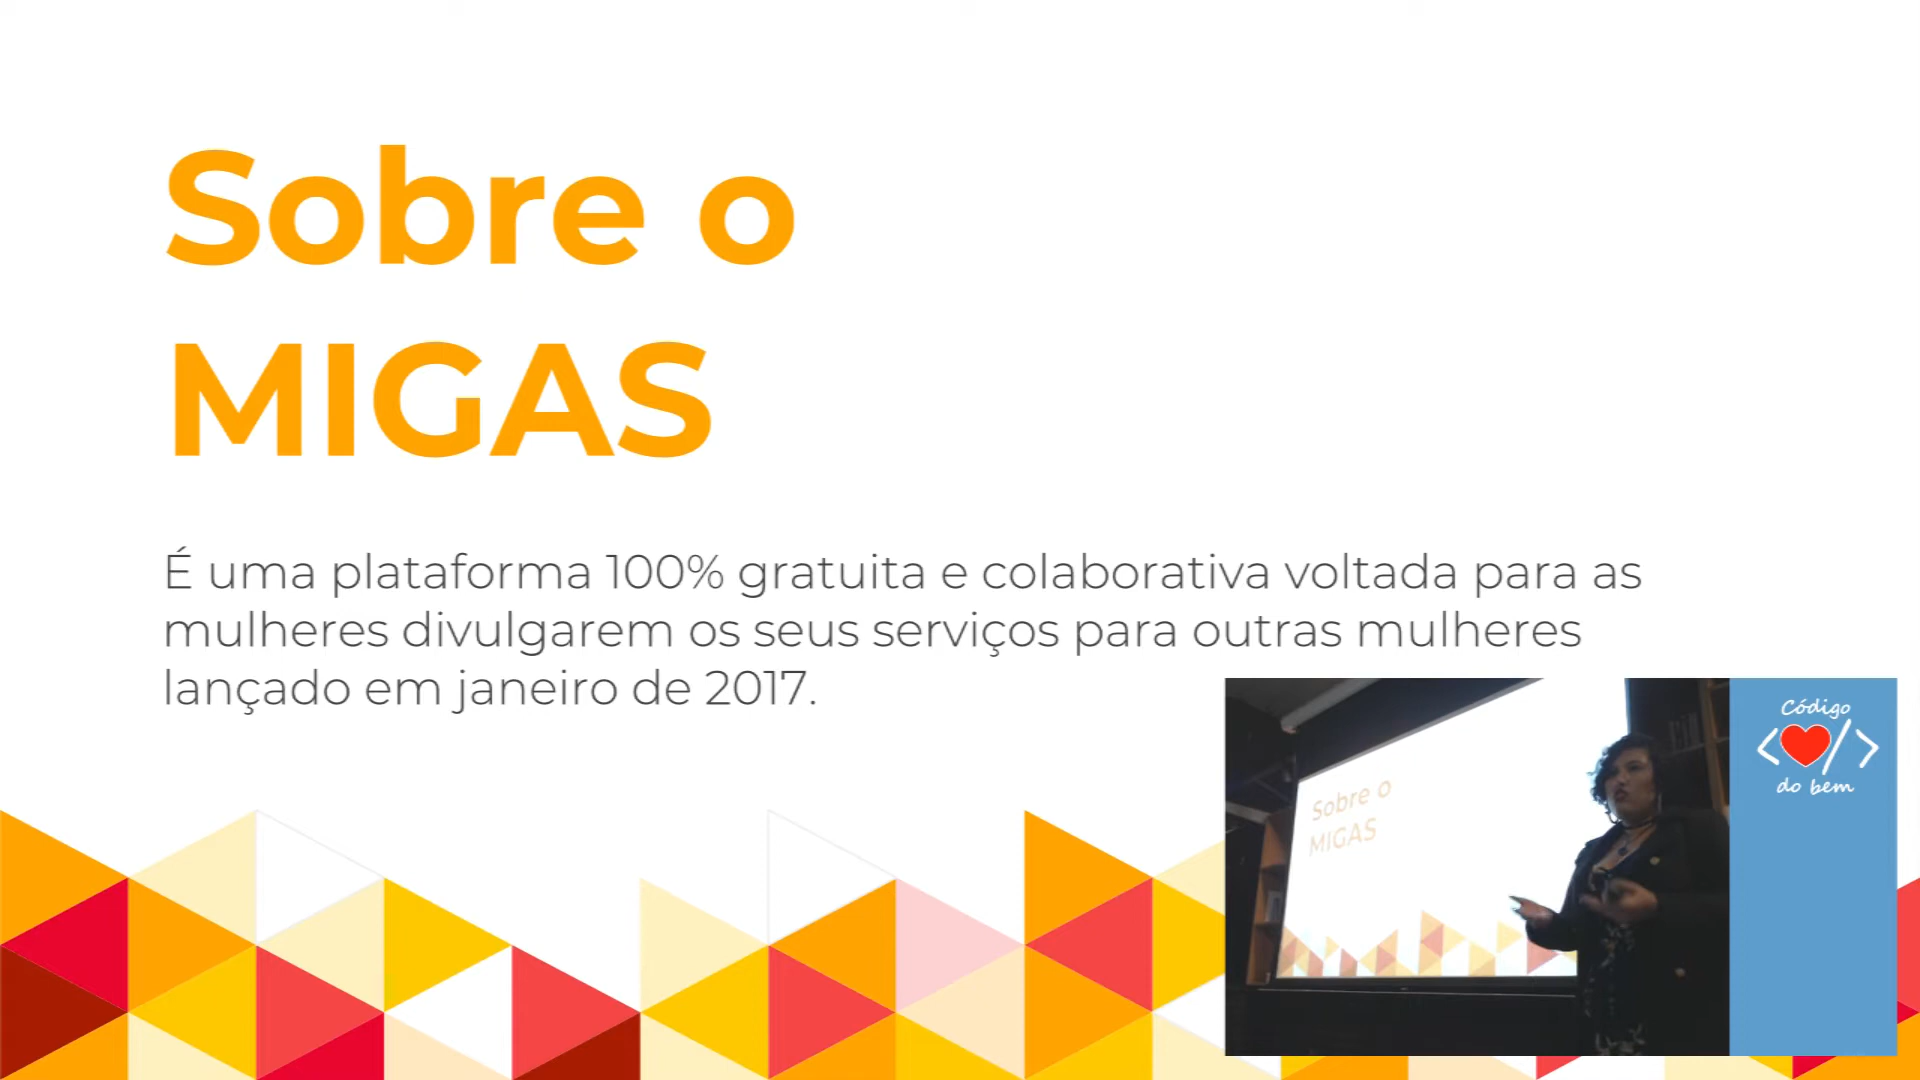 Sobre o
MIGAS
É uma plataforma 100% gratuita e colaborativa voltada para as
mulheres divulgarem os seus serviços para outras mulheres
lançado em janeiro de 2017.
Código
do bem
Sobre o
MIGAS